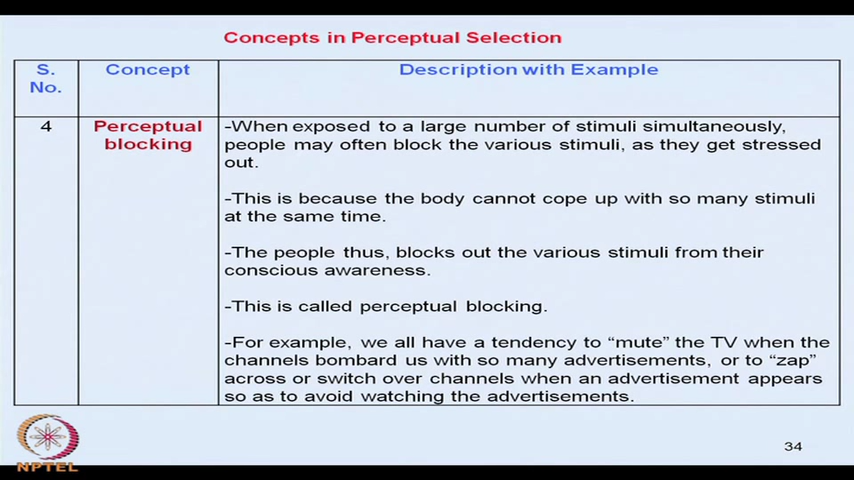 Concepts in Perceptual Selection
S. No.
Concept
Description with Example
4
Perceptual blocking
-When exposed to a large number of stimuli simultaneously,
people may often block the various stimuli, as they get stressed
out.
-This is because the body cannot cope up with so many stimuli
at the same time.
-The people thus, blocks out the various stimuli from their
conscious awareness.
-This is called perceptual blocking.
-For example, we all have a tendency to “mute” the TV when the
channels bombard us with so many advertisements, or to “zap”
across or switch over channels when an advertisement appears
so as to avoid watching the advertisements.
NPTEL
34